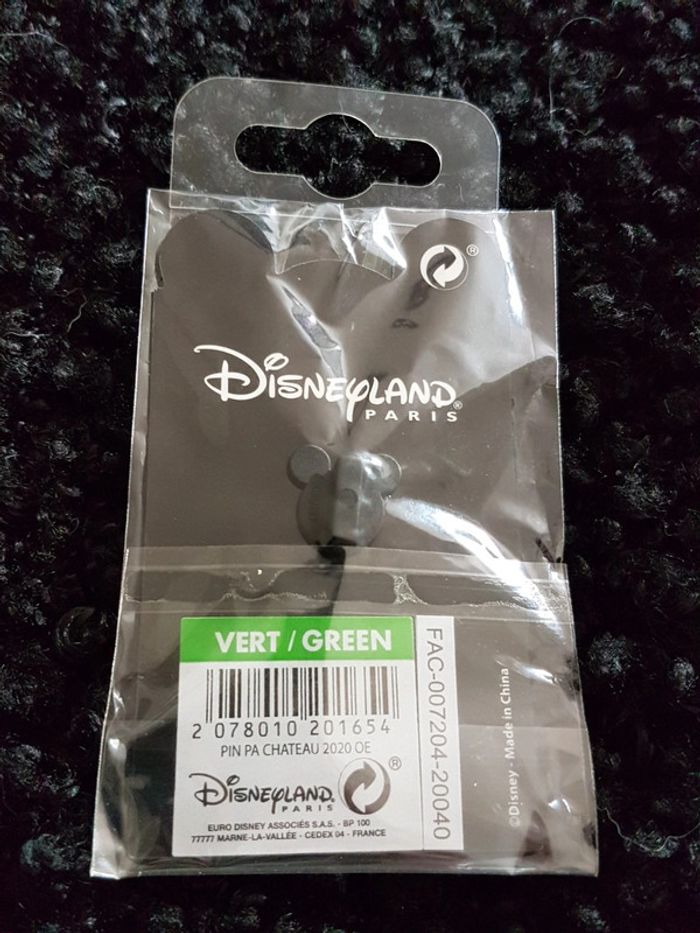 ®
DISNEYLAND®
PARIS
VERT / GREEN
2 078010 201654
PIN PA CHATEAU 2020 OE
DISNEYLAND®
PARIS
®
EURO DISNEY ASSOCIÉS S.A.S. - BP 100
77777 MARNE-LA-VALLÉE - CEDEX 04 - FRANCE
FAC-007204-20040
©Disney - Made in China